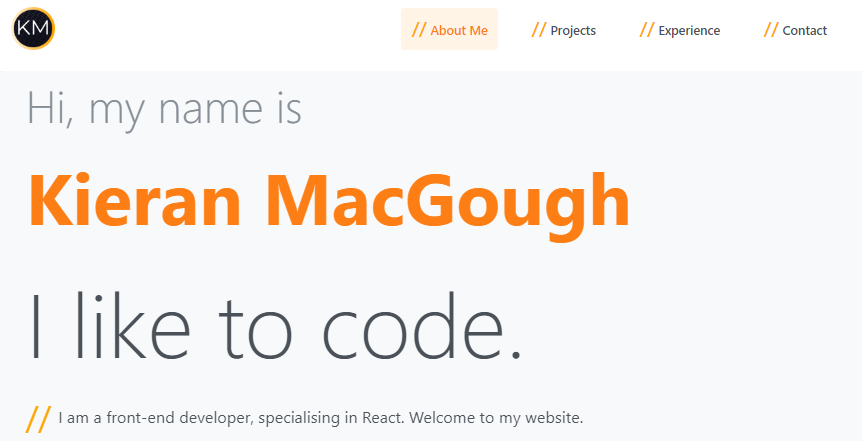 KM
// About Me // Projects // Experience // Contact
Hi, my name is
Kieran MacGough
I like to code.
// I am a front-end developer, specialising in React. Welcome to my website.